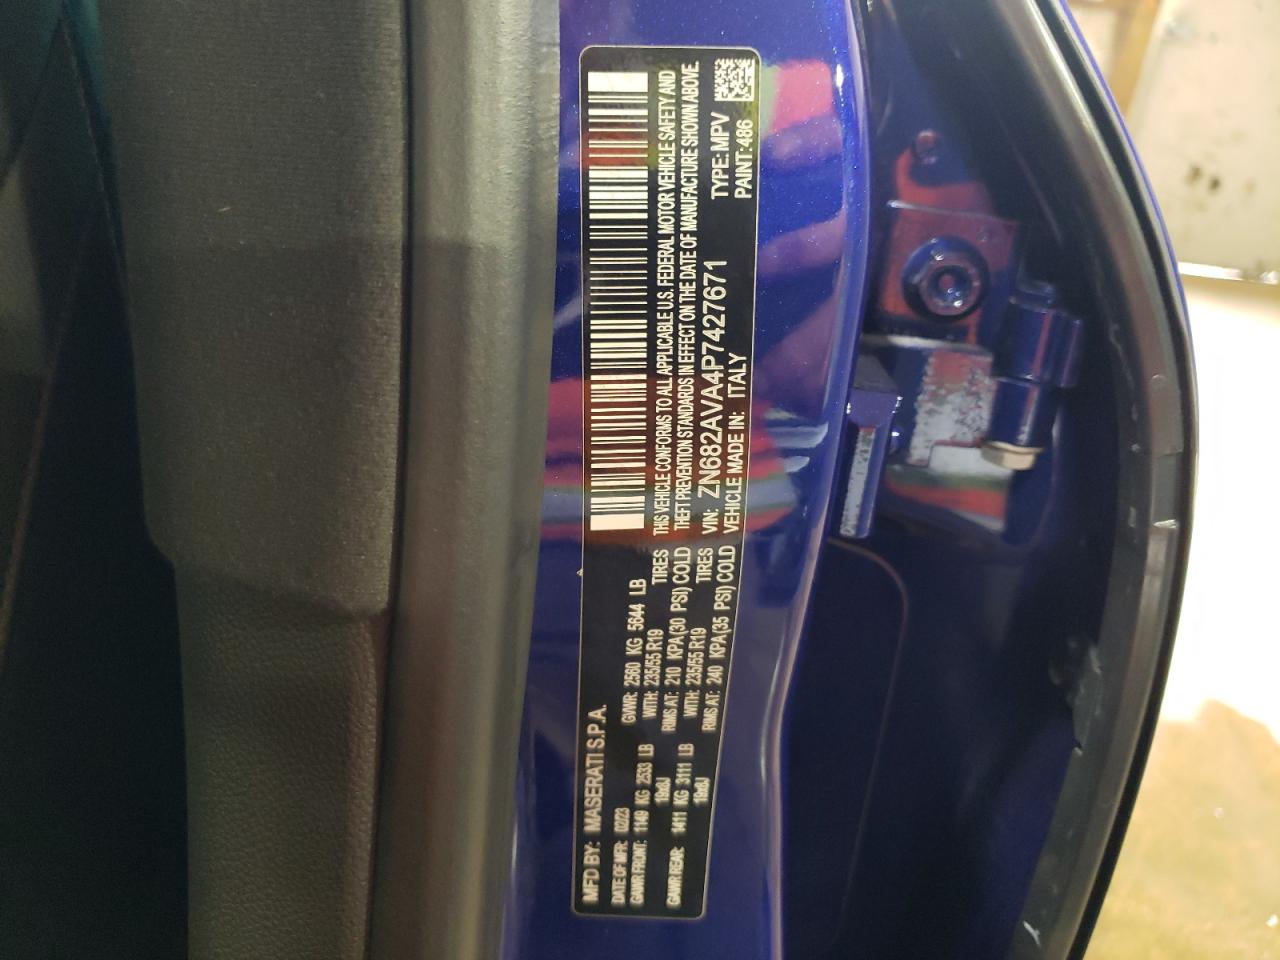 MFD BY: MASERATI S.P.A.
DATE OF MFR: 02/23 GVWR: 2560 KG 5644 LB
GAWR FRONT: 1149 KG 2533 LB WITH: 235/55 R19 TIRES
19x8J RIMS AT: 210 KPA (30 PSI) COLD
GAWR REAR: 1411 KG 3111 LB WITH: 235/55 R19 TIRES
19x8J RIMS AT: 240 KPA (35 PSI) COLD
THIS VEHICLE CONFORMS TO ALL APPLICABLE U.S. FEDERAL MOTOR VEHICLE SAFETY AND
THEFT PREVENTION STANDARDS IN EFFECT ON THE DATE OF MANUFACTURE SHOWN ABOVE.
VIN: ZN682AVA4P7427671 TYPE: MPV
VEHICLE MADE IN: ITALY PAINT: 486